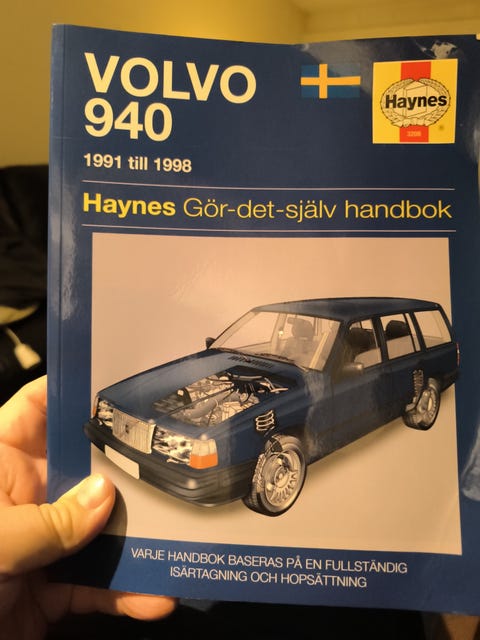 VOLVO
940
1991 till 1998
Haynes
3208
®
Haynes Gör-det-själv handbok
VARJE HANDBOK BASERAS PÅ EN FULLSTÄNDIG
ISÄRTAGNING OCH HOPSÄTTNING